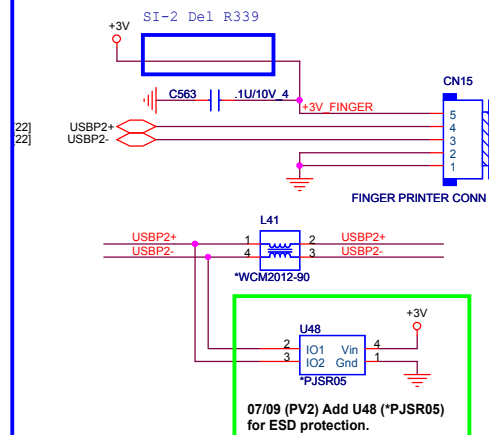 SI-2 Del R339
+3V
CN15
C563 .1U/10V_4
+3V_FINGER
5
[22] USBP2+ 4
[22] USBP2- 3
2
1
FINGER PRINTER CONN
L41
USBP2+ 1 2 USBP2+
USBP2- 4 3 USBP2-
*WCM2012-90
+3V
U48
2 IO1 Vin 4
3 IO2 Gnd 1
*PJSR05
07/09 (PV2) Add U48 (*PJSR05)
for ESD protection.